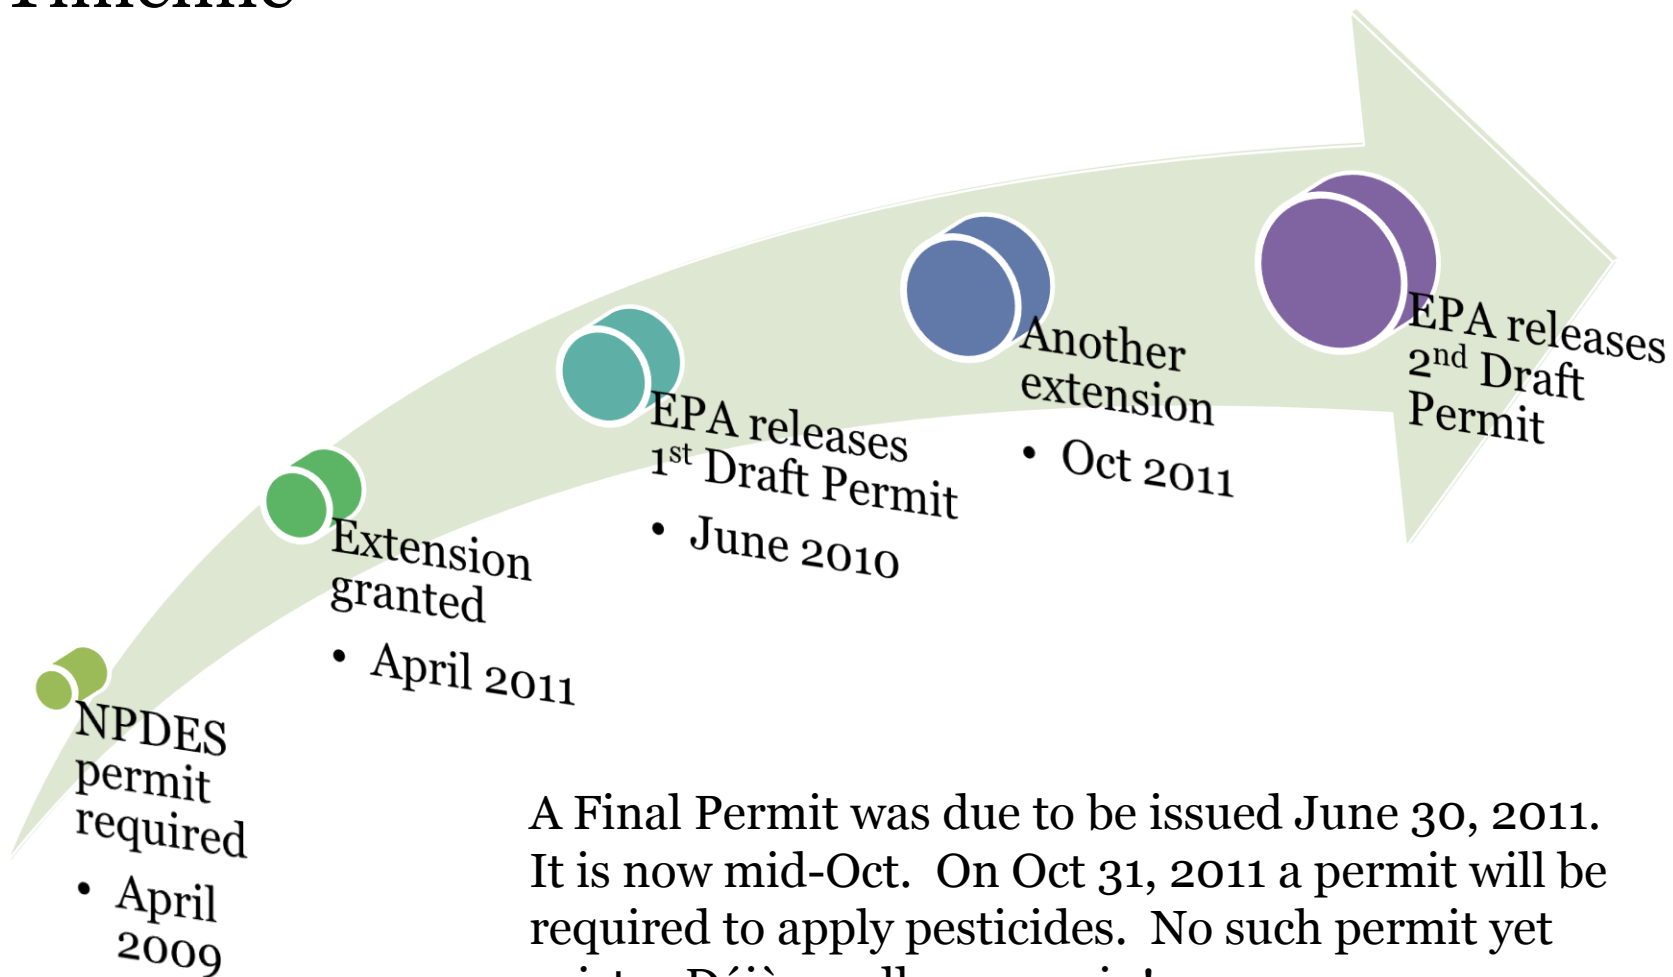 Timeline
NPDES
permit
required
• April
2009
Extension
granted
• April 2011
EPA releases
1st Draft Permit
• June 2010
Another
extension
• Oct 2011
EPA releases
2nd Draft
Permit
A Final Permit was due to be issued June 30, 2011.
It is now mid-Oct.  On Oct 31, 2011 a permit will be
required to apply pesticides.  No such permit yet